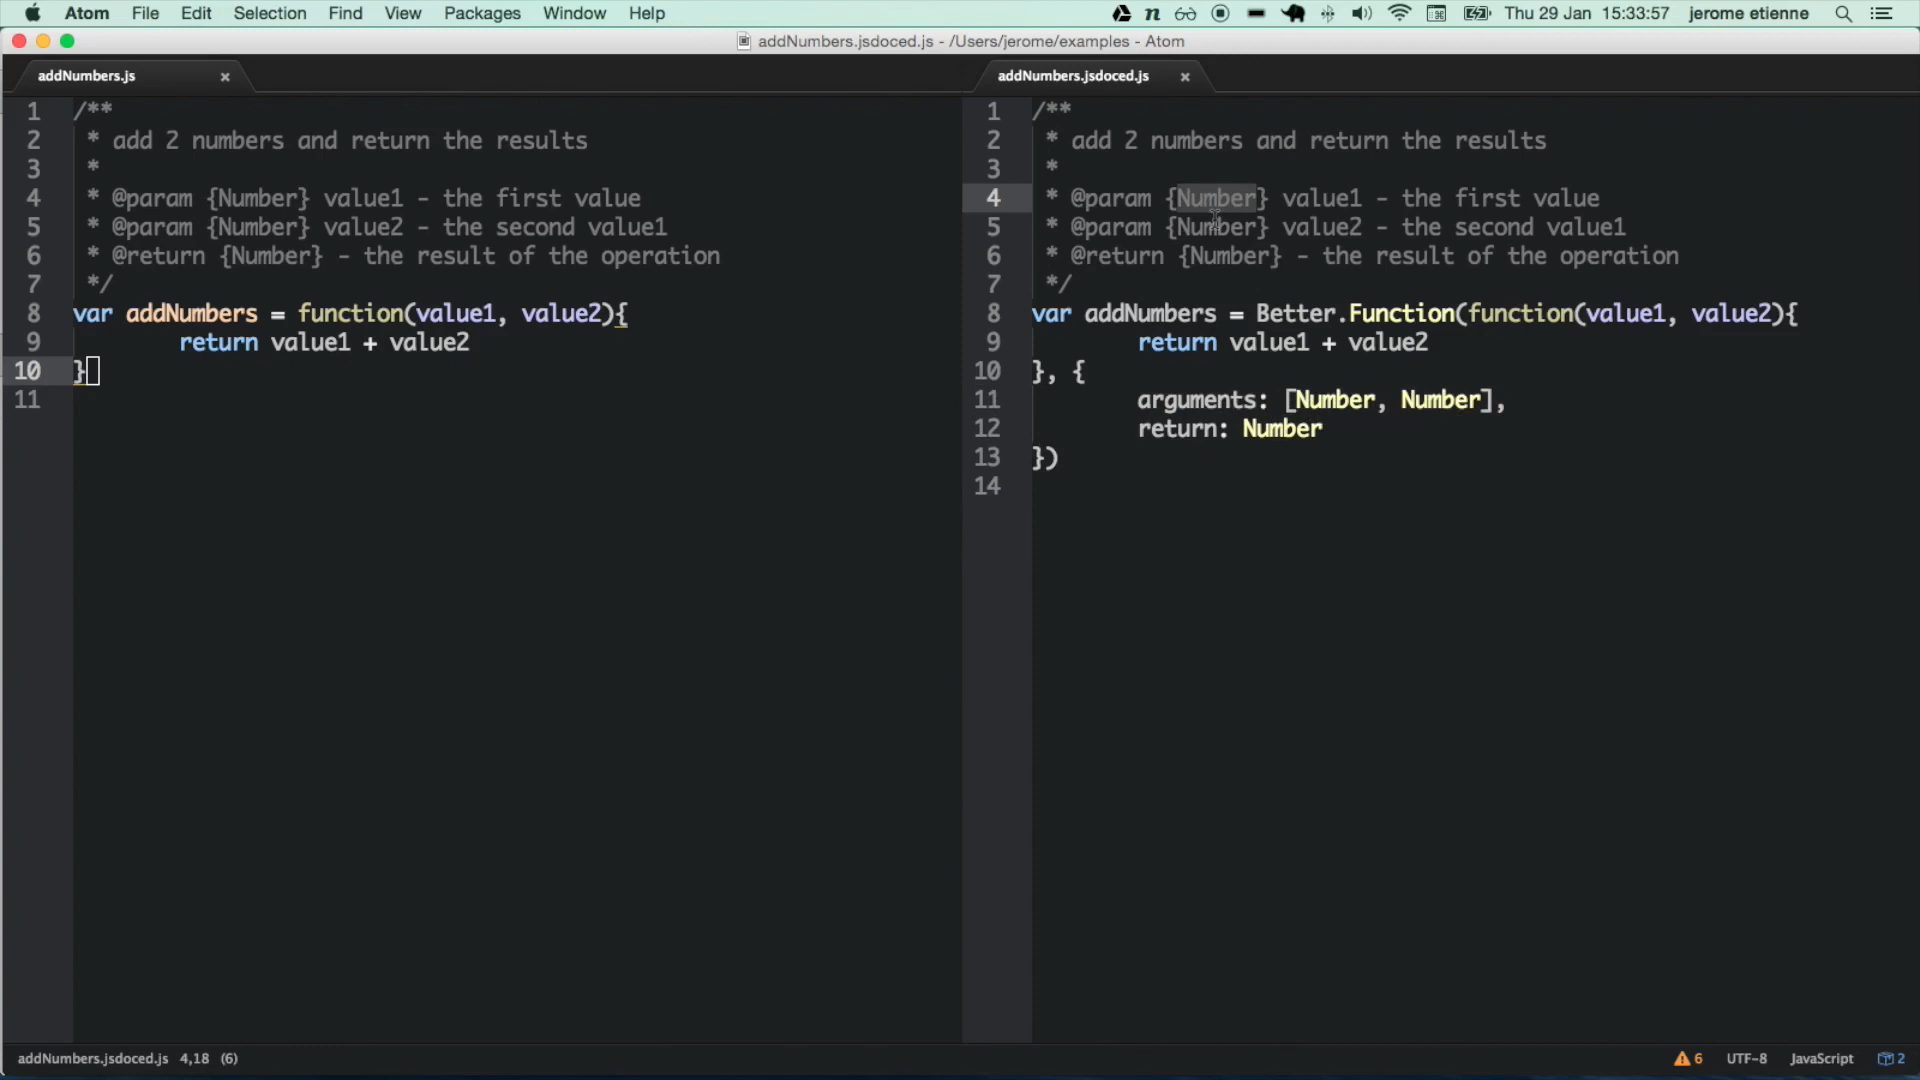 Atom File Edit Selection Find View Packages Window Help n Thu 29 Jan 15:33:57 jerome etienne
addNumbers.jsdoced.js - /Users/jerome/examples - Atom
addNumbers.js ×
1 /**
2 * add 2 numbers and return the results
3 *
4 * @param {Number} value1 - the first value
5 * @param {Number} value2 - the second value1
6 * @return {Number} - the result of the operation
7 */
8 var addNumbers = function(value1, value2){
9 return value1 + value2
10 }
11
addNumbers.jsdoced.js ×
1 /**
2 * add 2 numbers and return the results
3 *
4 * @param {Number} value1 - the first value
5 * @param {Number} value2 - the second value1
6 * @return {Number} - the result of the operation
7 */
8 var addNumbers = Better.Function(function(value1, value2){
9 return value1 + value2
10 }, {
11 arguments: [Number, Number],
12 return: Number
13 })
14
addNumbers.jsdoced.js 4,18 (6) 6 UTF-8 JavaScript 2